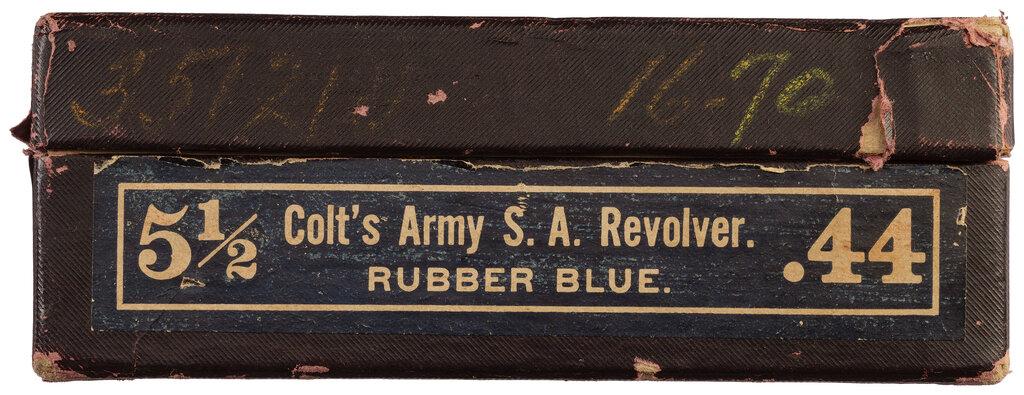 16-70
5½ Colt's Army S. A. Revolver. .44
RUBBER BLUE.